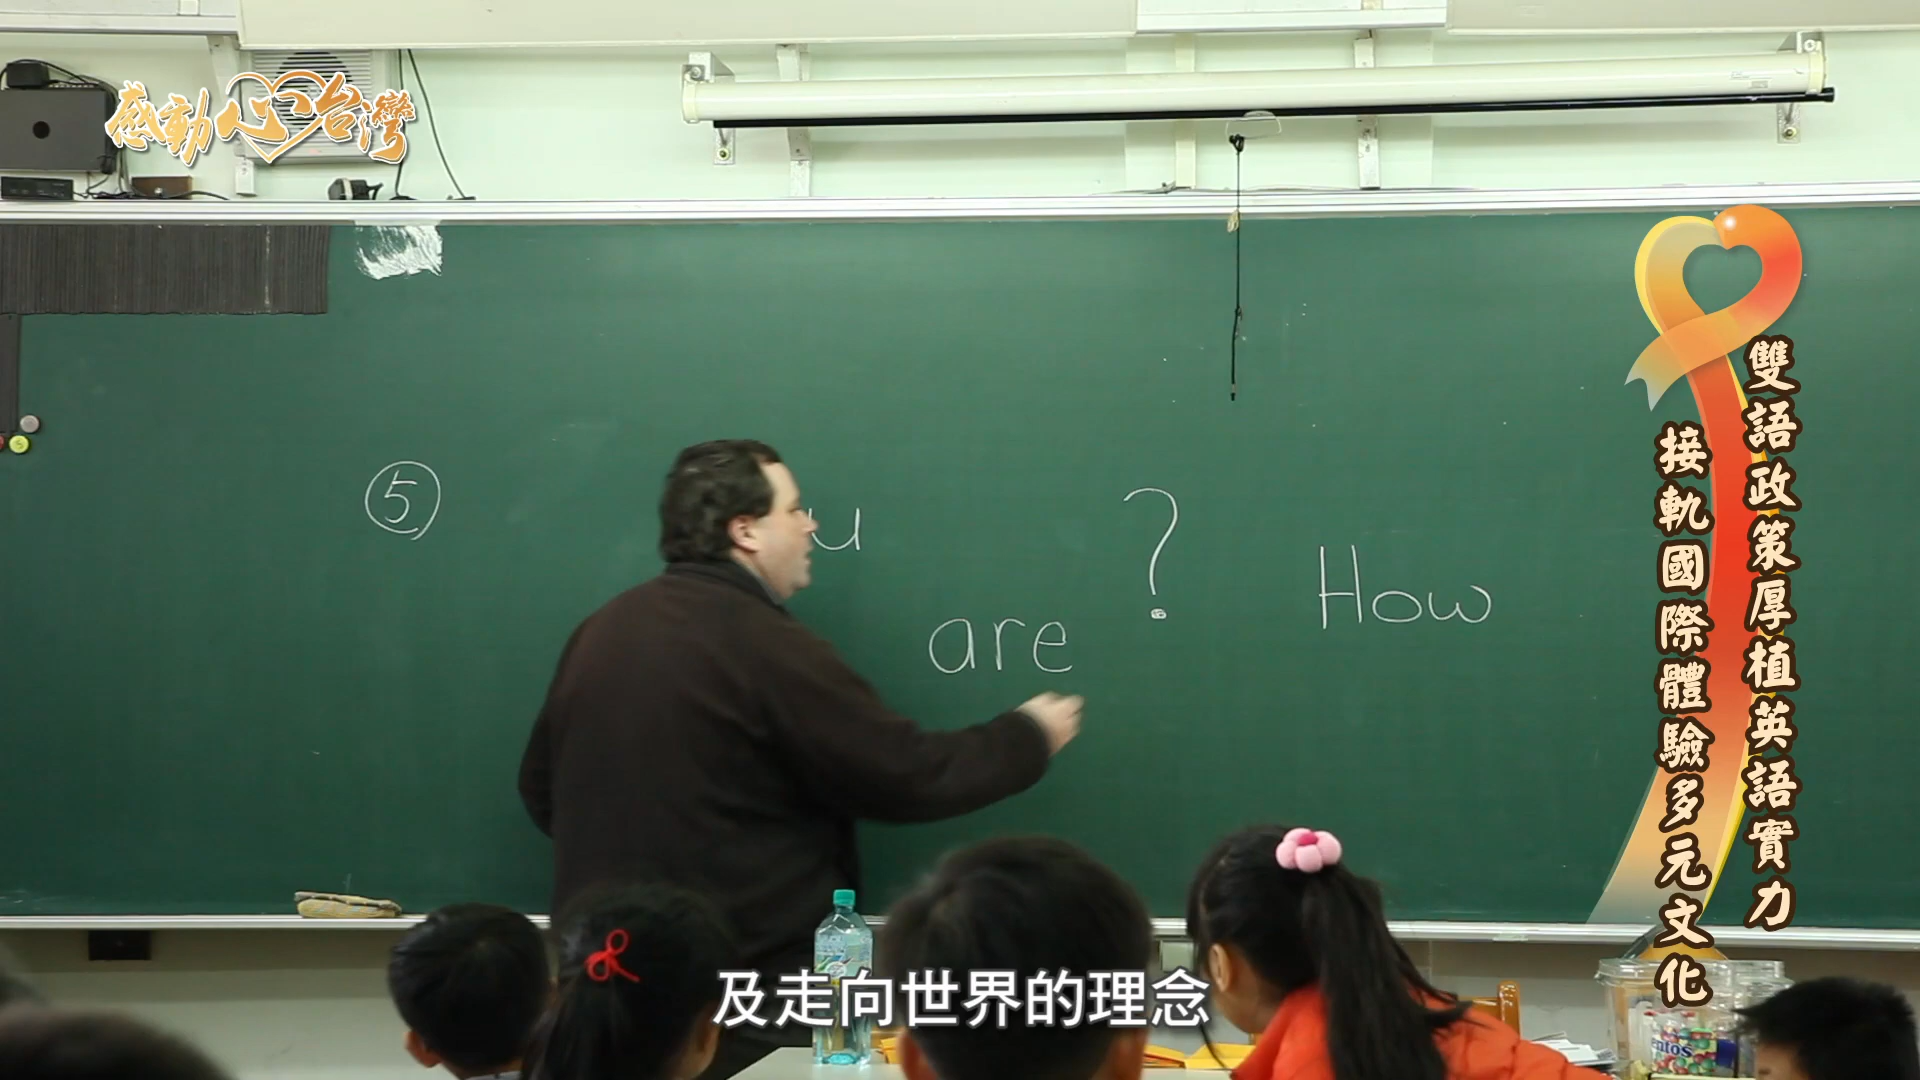 感動心台灣
雙語政策厚植英語實力
接軌國際體驗多元文化
5
u
are
?
How
entos
及走向世界的理念